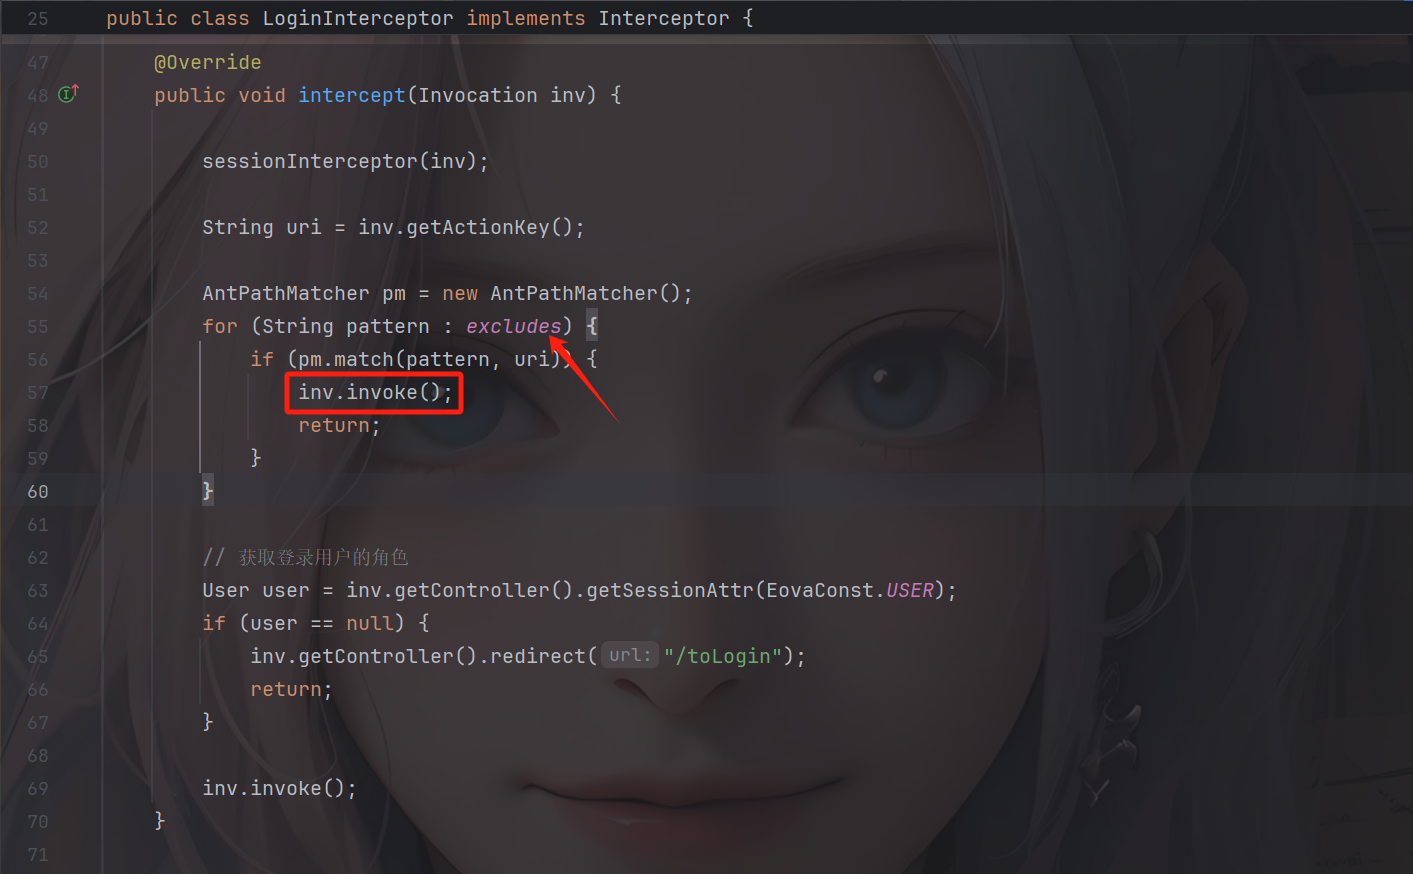 25 public class LoginInterceptor implements Interceptor {
47 @Override
48 public void intercept(Invocation inv) {
49
50 sessionInterceptor(inv);
51
52 String uri = inv.getActionKey();
53
54 AntPathMatcher pm = new AntPathMatcher();
55 for (String pattern : excludes) {
56 if (pm.match(pattern, uri)) {
57 inv.invoke();
58 return;
59 }
60 }
61
62 // 获取登录用户的角色
63 User user = inv.getController().getSessionAttr(EovaConst.USER);
64 if (user == null) {
65 inv.getController().redirect( url: "/toLogin");
66 return;
67 }
68
69 inv.invoke();
70 }
71